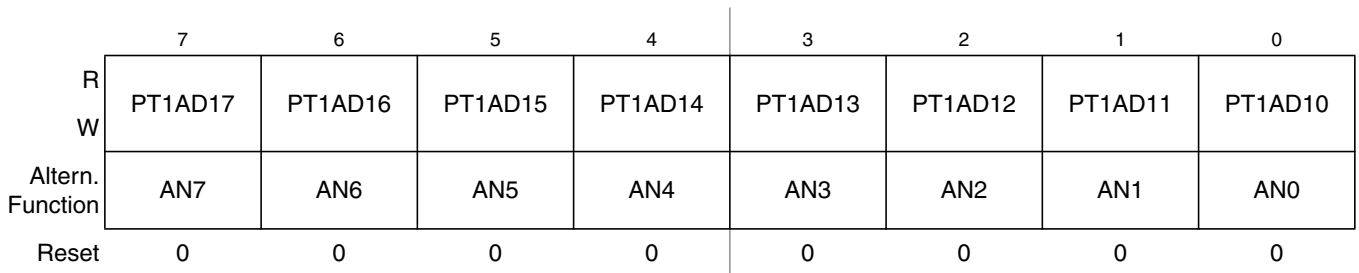 7 6 5 4 3 2 1 0
R
W
PT1AD17 PT1AD16 PT1AD15 PT1AD14 PT1AD13 PT1AD12 PT1AD11 PT1AD10
Altern.
Function
AN7 AN6 AN5 AN4 AN3 AN2 AN1 AN0
Reset 0 0 0 0 0 0 0 0